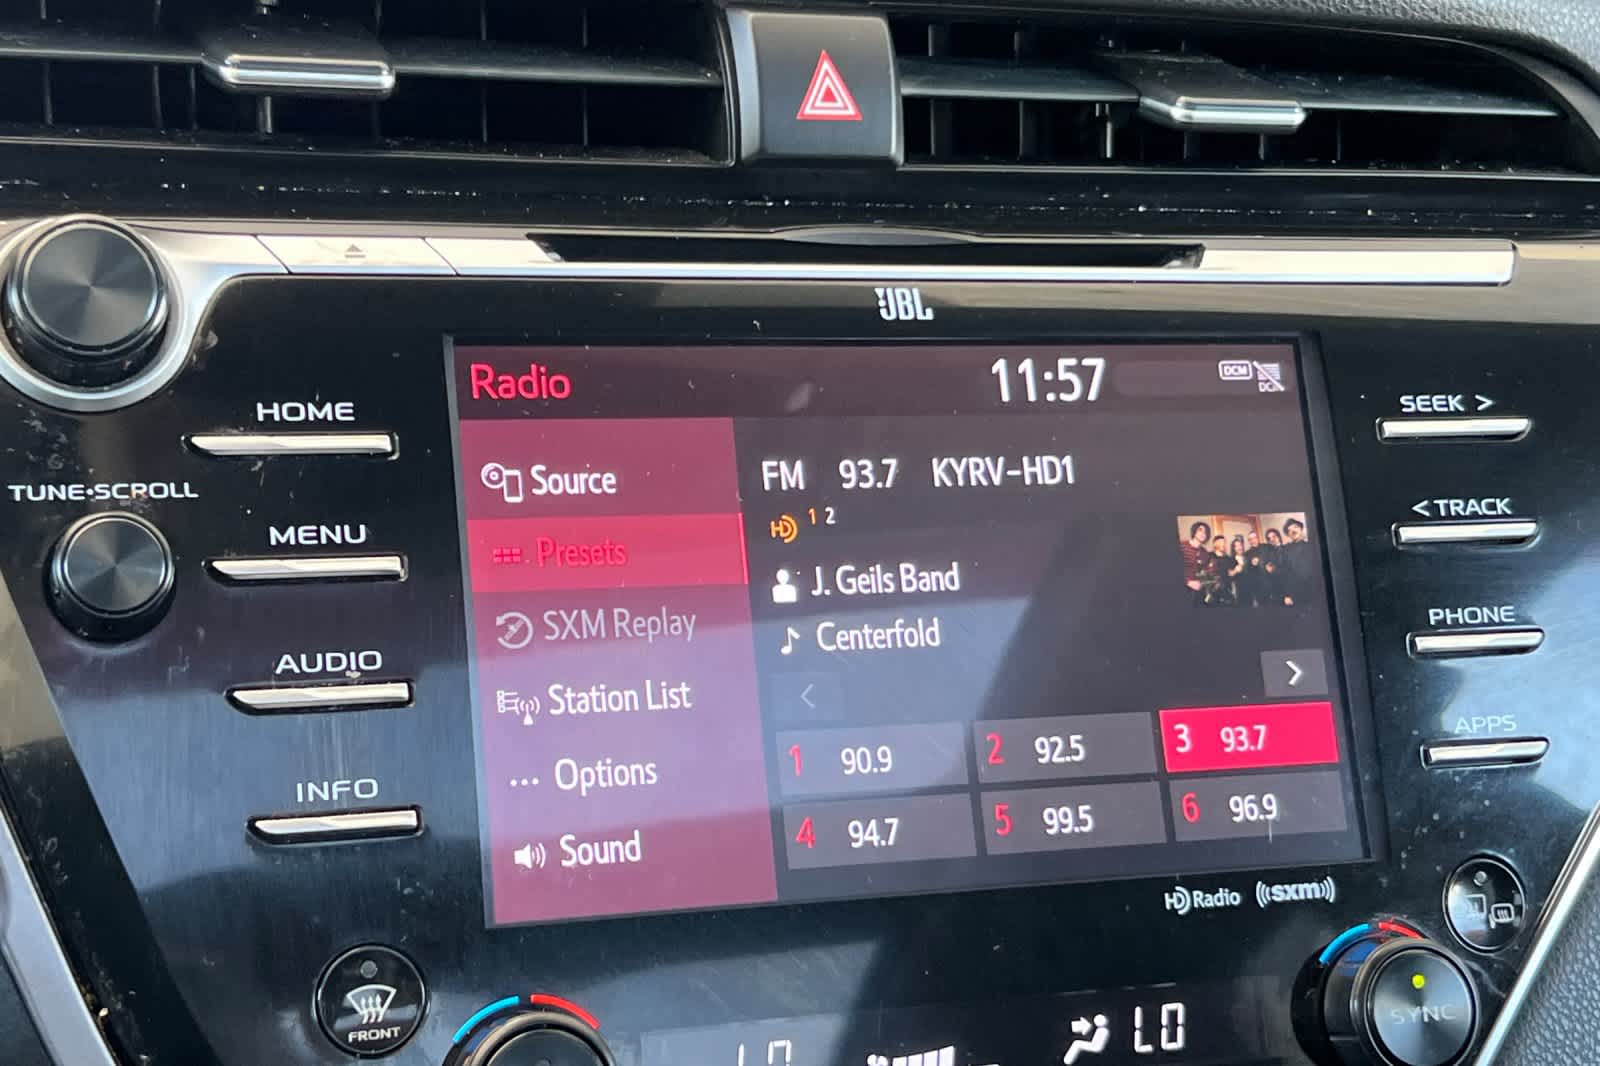 JBL
HOME
TUNE•SCROLL
MENU
AUDIO
INFO
Radio
11:57
DCM
Source
Presets
SXM Replay
Station List
Options
Sound
FM 93.7 KYRV-HD1
HD 1 2
J. Geils Band
Centerfold
<
>
1 90.9
2 92.5
3 93.7
4 94.7
5 99.5
6 96.9
HD Radio ((sxm))
SEEK >
< TRACK
PHONE
APPS
FRONT
LO
LO
SYNC